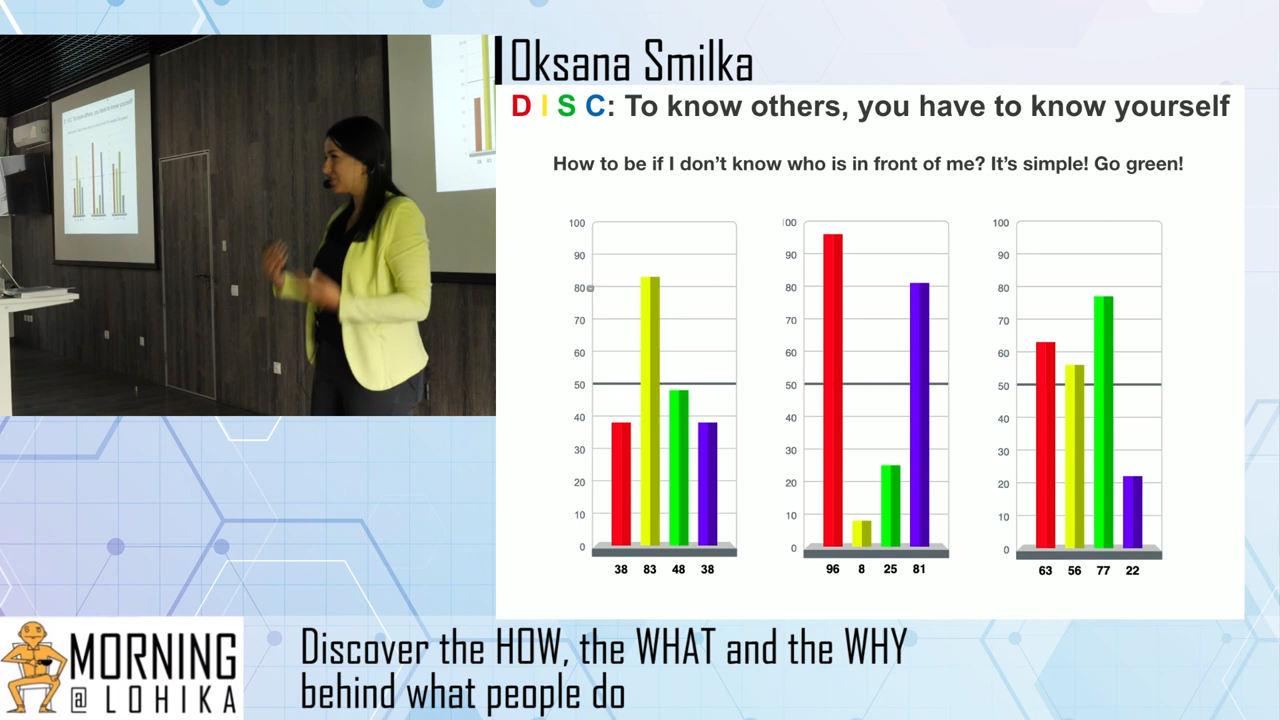 Oksana Smilka
D I S C: To know others, you have to know yourself
How to be if I don't know who is in front of me? It's simple! Go green!
100 90 80 70 60 50 40 30 20 10 0
38 83 48 38
100 90 80 70 60 50 40 30 20 10 0
96 8 25 81
100 90 80 70 60 50 40 30 20 10 0
63 56 77 22
MORNING
@ LOHIKA
Discover the HOW, the WHAT and the WHY
behind what people do